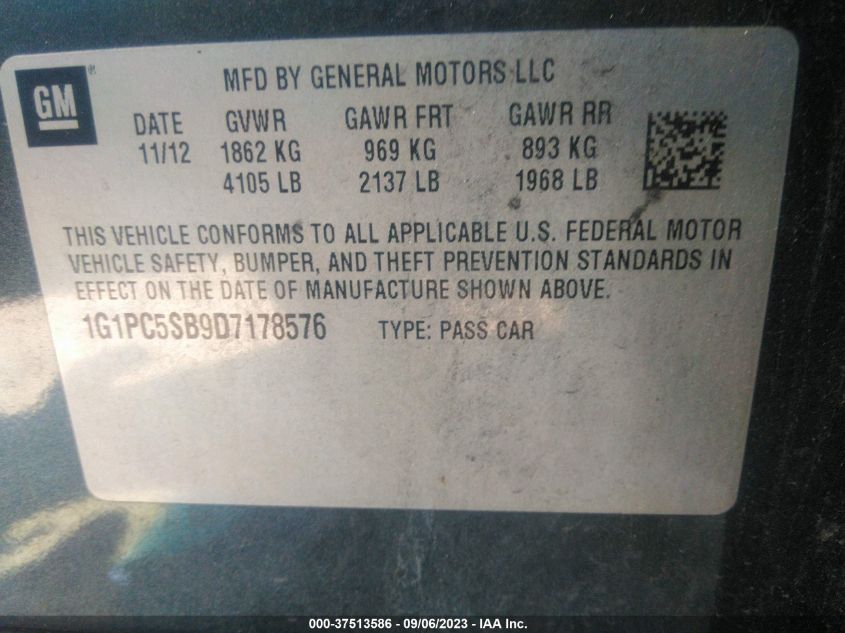 GM ®
MFD BY GENERAL MOTORS LLC
DATE GVWR GAWR FRT GAWR RR
11/12 1862 KG 969 KG 893 KG
4105 LB 2137 LB 1968 LB
THIS VEHICLE CONFORMS TO ALL APPLICABLE U.S. FEDERAL MOTOR
VEHICLE SAFETY, BUMPER, AND THEFT PREVENTION STANDARDS IN
EFFECT ON THE DATE OF MANUFACTURE SHOWN ABOVE.
1G1PC5SB9D7178576 TYPE: PASS CAR
000-37513586 - 09/06/2023 - IAA Inc.